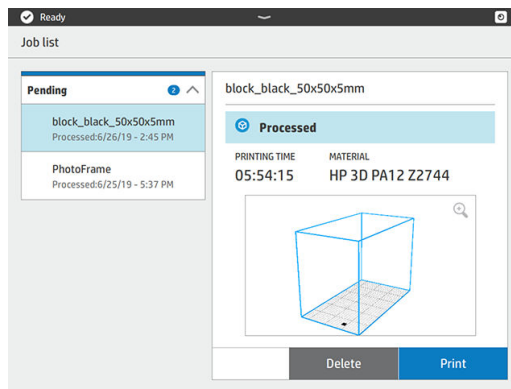 Ready
Job list
Pending 2
block_black_50x50x5mm
Processed:6/26/19 - 2:45 PM
PhotoFrame
Processed:6/25/19 - 5:37 PM
block_black_50x50x5mm
Processed
PRINTING TIME MATERIAL
05:54:15 HP 3D PA12 Z2744
Delete Print